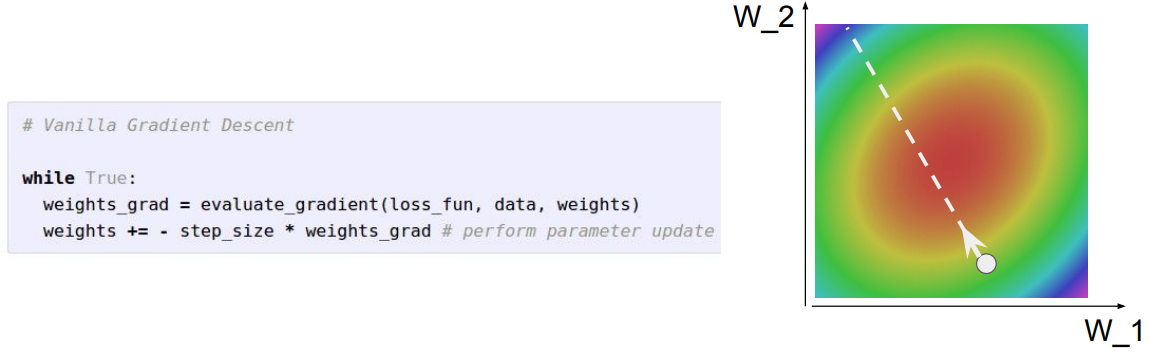 # Vanilla Gradient Descent
while True:
  weights_grad = evaluate_gradient(loss_fun, data, weights)
  weights += - step_size * weights_grad # perform parameter update
W_2
W_1